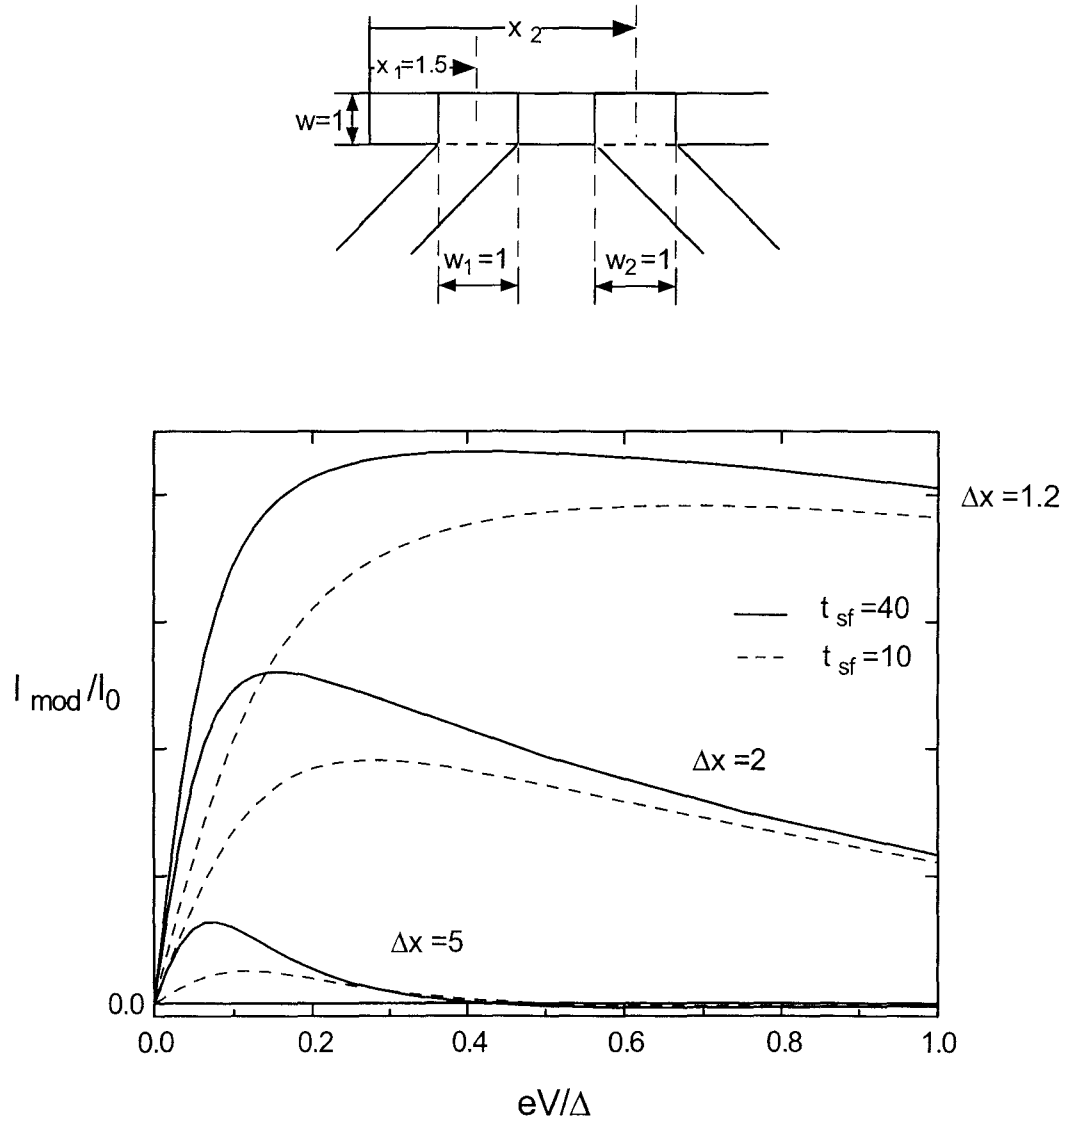 x 2
x 1=1.5
w=1
w1=1 w2=1
Δx =1.2
t sf=40
t sf=10
I mod/I0
Δx =2
Δx =5
0.0
0.0 0.2 0.4 0.6 0.8 1.0
eV/Δ